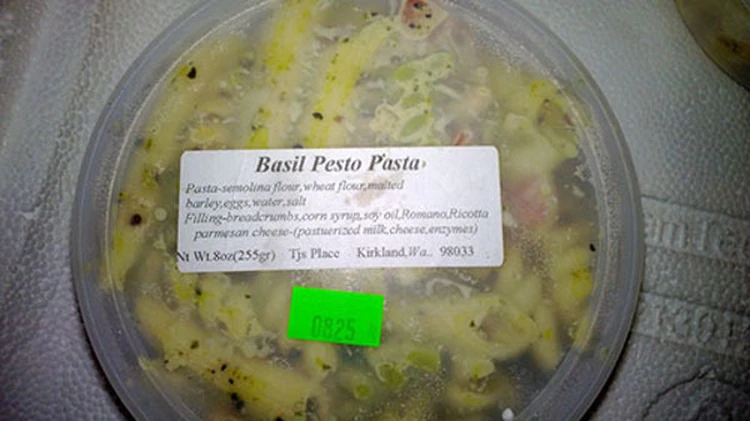 Basil Pesto Pasta
Pasta-semolina flour,wheat flour,malted
barley,eggs,water,salt
Filling-breadcrumbs,corn syrup,soy oil,Romano,Ricotta
parmesan cheese-(pastuerized milk,cheese,enzymes)
Nt Wt.8oz(255gr) Tjs Place Kirkland,Wa.. 98033
0825